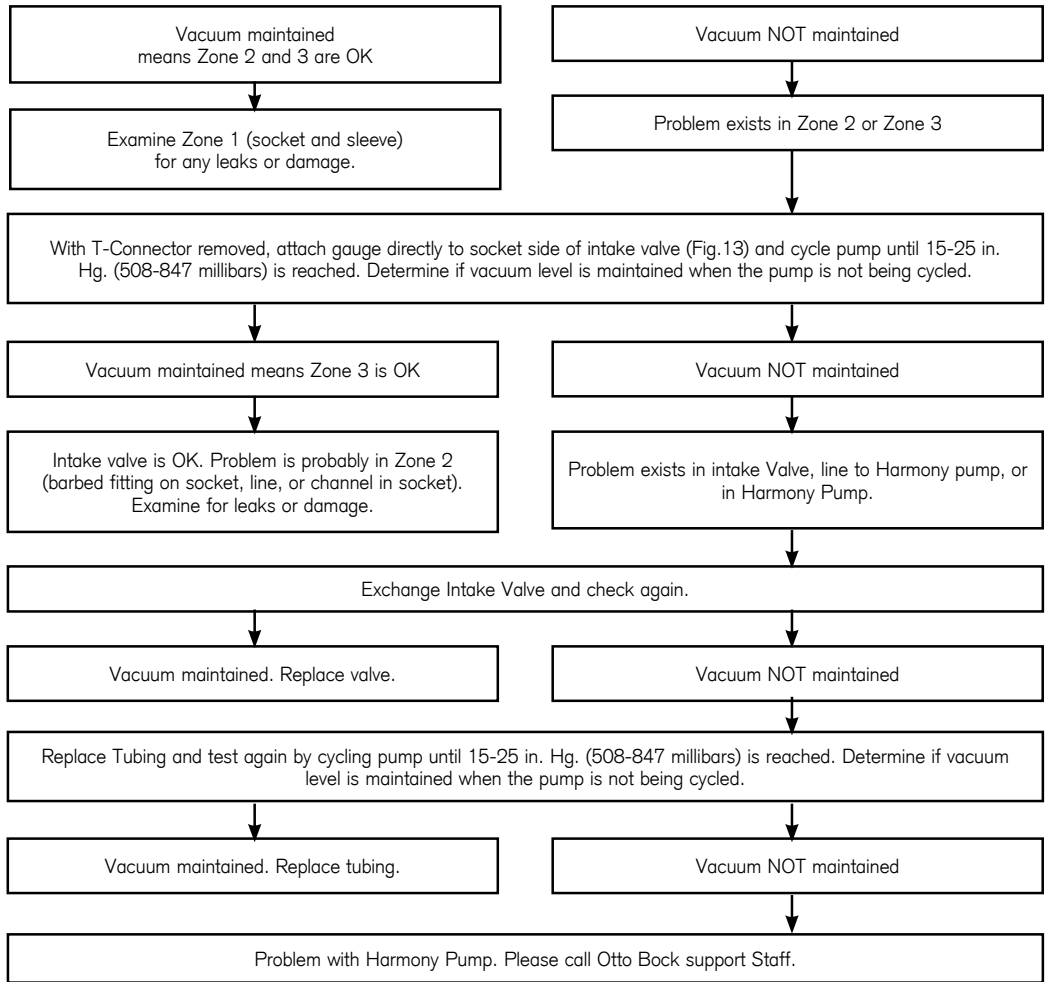 Vacuum maintained
means Zone 2 and 3 are OK
Vacuum NOT maintained
Examine Zone 1 (socket and sleeve)
for any leaks or damage.
Problem exists in Zone 2 or Zone 3
With T-Connector removed, attach gauge directly to socket side of intake valve (Fig.13) and cycle pump until 15-25 in.
Hg. (508-847 millibars) is reached. Determine if vacuum level is maintained when the pump is not being cycled.
Vacuum maintained means Zone 3 is OK
Vacuum NOT maintained
Intake valve is OK. Problem is probably in Zone 2
(barbed fitting on socket, line, or channel in socket).
Examine for leaks or damage.
Problem exists in intake Valve, line to Harmony pump, or
in Harmony Pump.
Exchange Intake Valve and check again.
Vacuum maintained. Replace valve.
Vacuum NOT maintained
Replace Tubing and test again by cycling pump until 15-25 in. Hg. (508-847 millibars) is reached. Determine if vacuum
level is maintained when the pump is not being cycled.
Vacuum maintained. Replace tubing.
Vacuum NOT maintained
Problem with Harmony Pump. Please call Otto Bock support Staff.